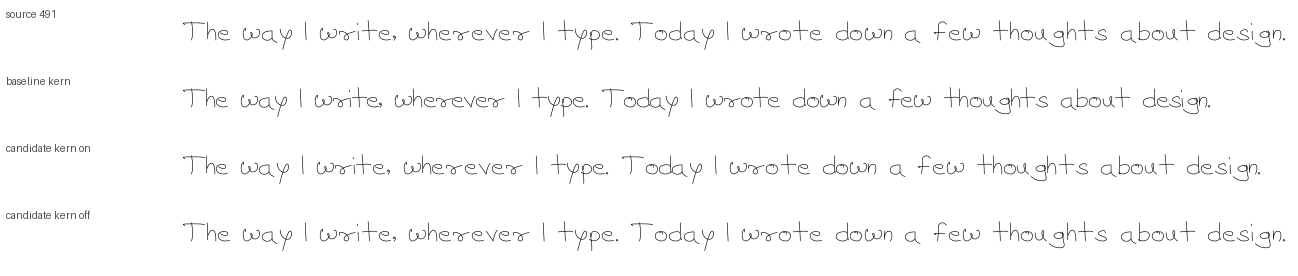 source 491
The way I write, wherever I type. Today I wrote down a few thoughts about design.
baseline kern
The way I write, wherever I type. Today I wrote down a few thoughts about design.
candidate kern on
The way I write, wherever I type. Today I wrote down a few thoughts about design.
candidate kern off
The way I write, wherever I type. Today I wrote down a few thoughts about design.